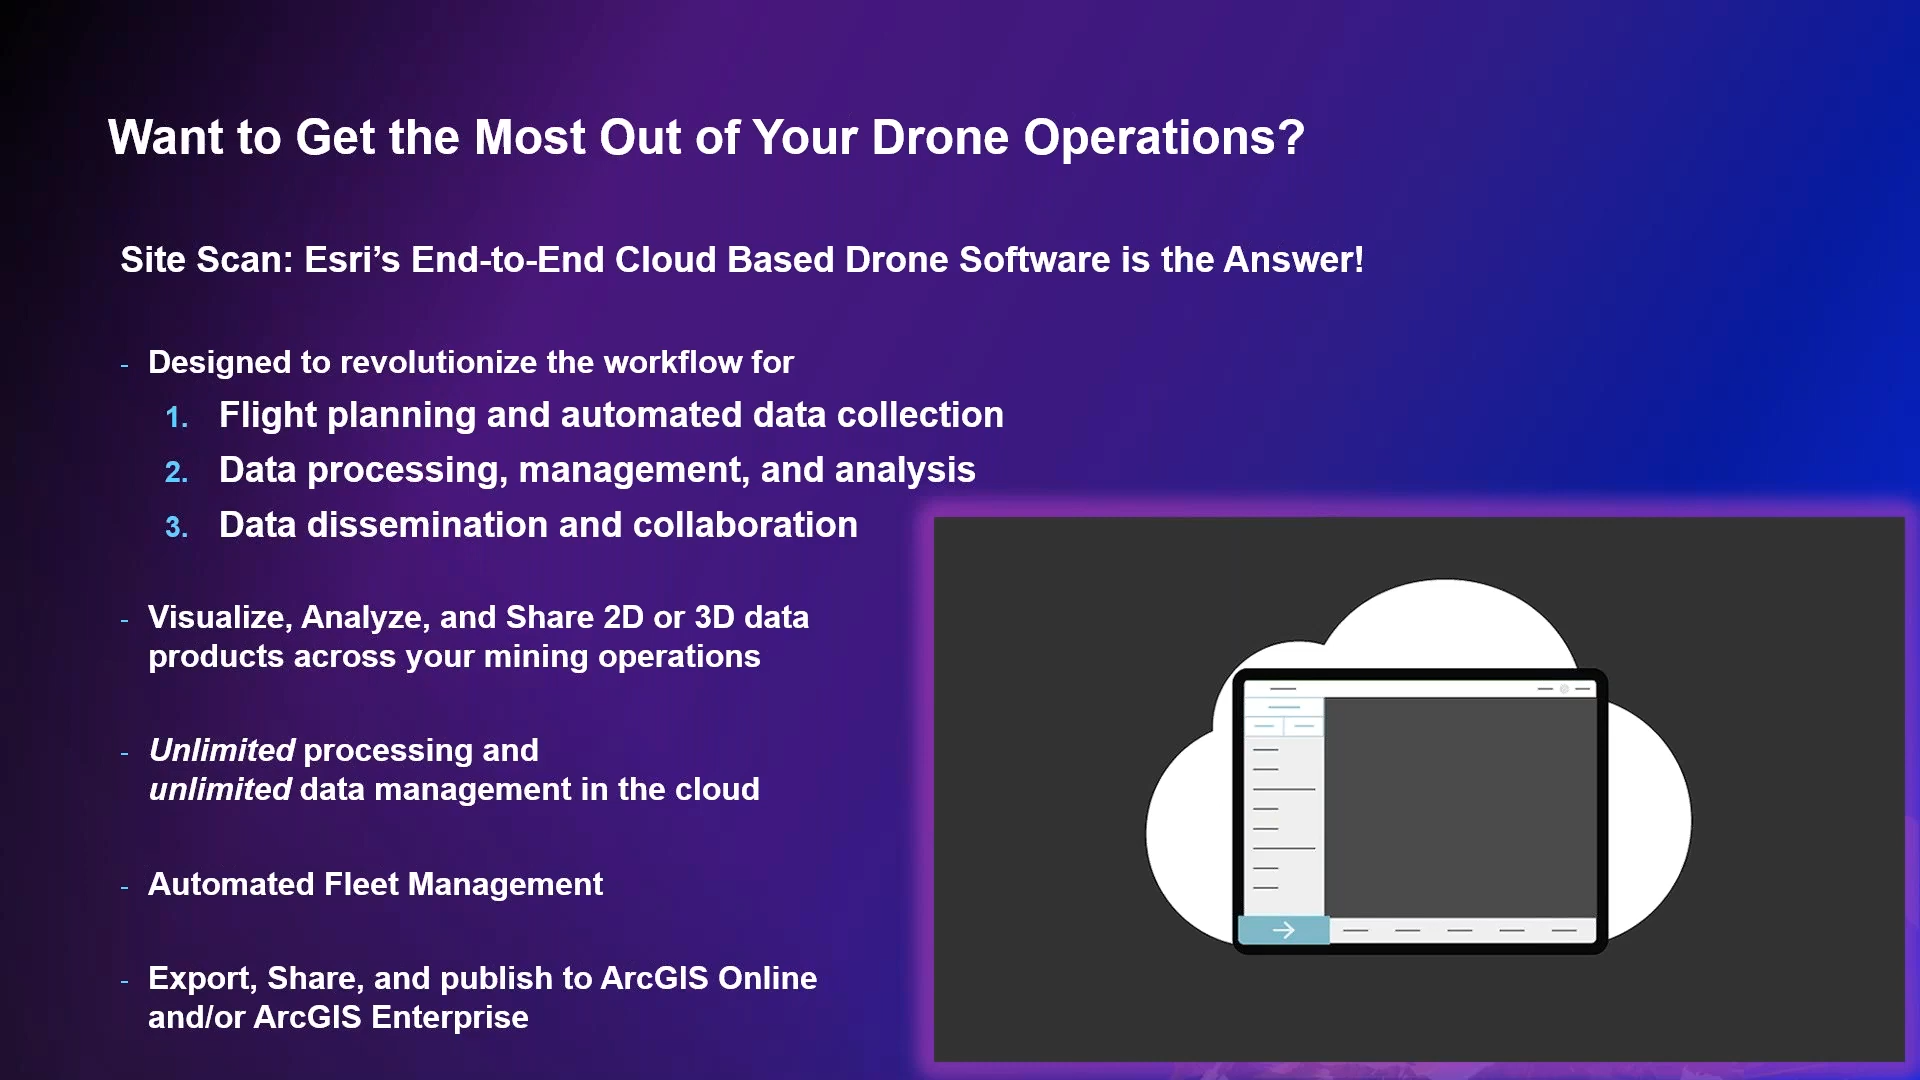 Want to Get the Most Out of Your Drone Operations?
Site Scan: Esri’s End-to-End Cloud Based Drone Software is the Answer!
- Designed to revolutionize the workflow for
1. Flight planning and automated data collection
2. Data processing, management, and analysis
3. Data dissemination and collaboration
- Visualize, Analyze, and Share 2D or 3D data
products across your mining operations
- Unlimited processing and
unlimited data management in the cloud
- Automated Fleet Management
- Export, Share, and publish to ArcGIS Online
and/or ArcGIS Enterprise